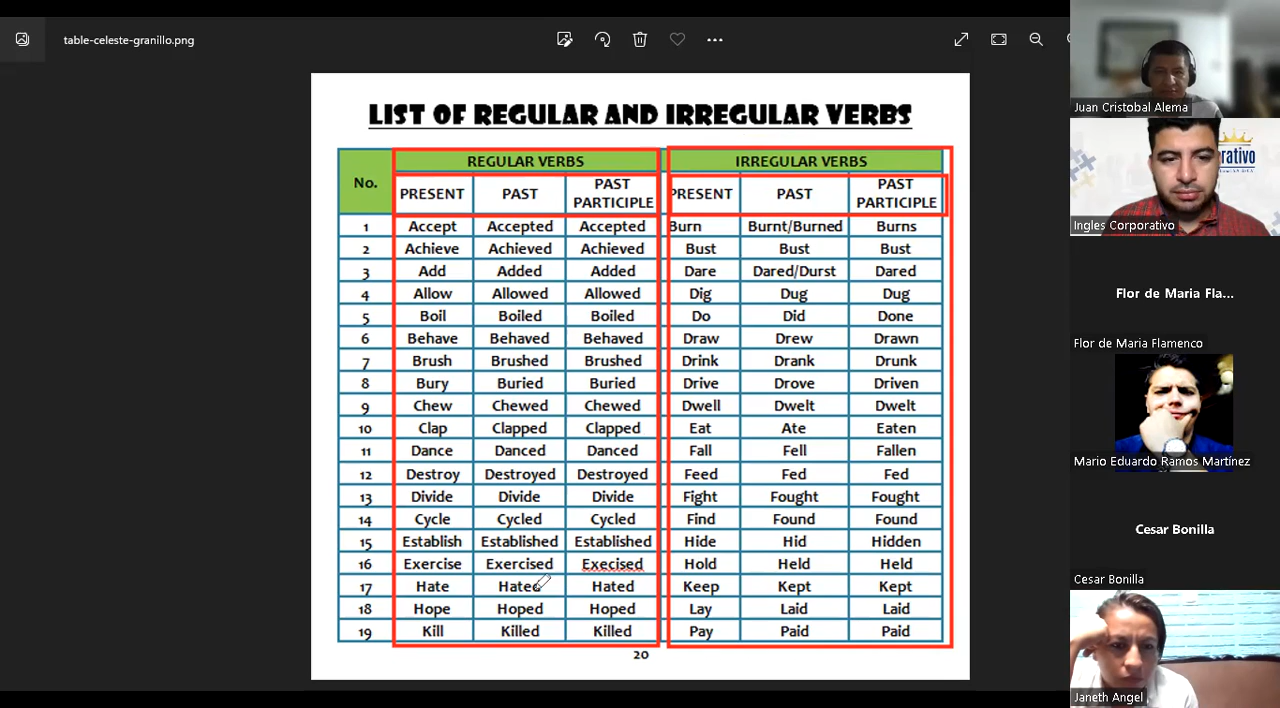 table-celeste-granillo.png
LIST OF REGULAR AND IRREGULAR VERBS
No. REGULAR VERBS IRREGULAR VERBS
PRESENT PAST PAST PARTICIPLE PRESENT PAST PAST PARTICIPLE
1 Accept Accepted Accepted Burn Burnt/Burned Burns
2 Achieve Achieved Achieved Bust Bust Bust
3 Add Added Added Dare Dared/Durst Dared
4 Allow Allowed Allowed Dig Dug Dug
5 Boil Boiled Boiled Do Did Done
6 Behave Behaved Behaved Draw Drew Drawn
7 Brush Brushed Brushed Drink Drank Drunk
8 Bury Buried Buried Drive Drove Driven
9 Chew Chewed Chewed Dwell Dwelt Dwelt
10 Clap Clapped Clapped Eat Ate Eaten
11 Dance Danced Danced Fall Fell Fallen
12 Destroy Destroyed Destroyed Feed Fed Fed
13 Divide Divide Divide Fight Fought Fought
14 Cycle Cycled Cycled Find Found Found
15 Establish Established Established Hide Hid Hidden
16 Exercise Exercised Execised Hold Held Held
17 Hate Hated Hated Keep Kept Kept
18 Hope Hoped Hoped Lay Laid Laid
19 Kill Killed Killed Pay Paid Paid
20
Juan Cristobal Alema
Ingles Corporativo
Flor de Maria Fla...
Flor de Maria Flamenco
Mario Eduardo Ramos Martínez
Cesar Bonilla
Cesar Bonilla
Janeth Angel